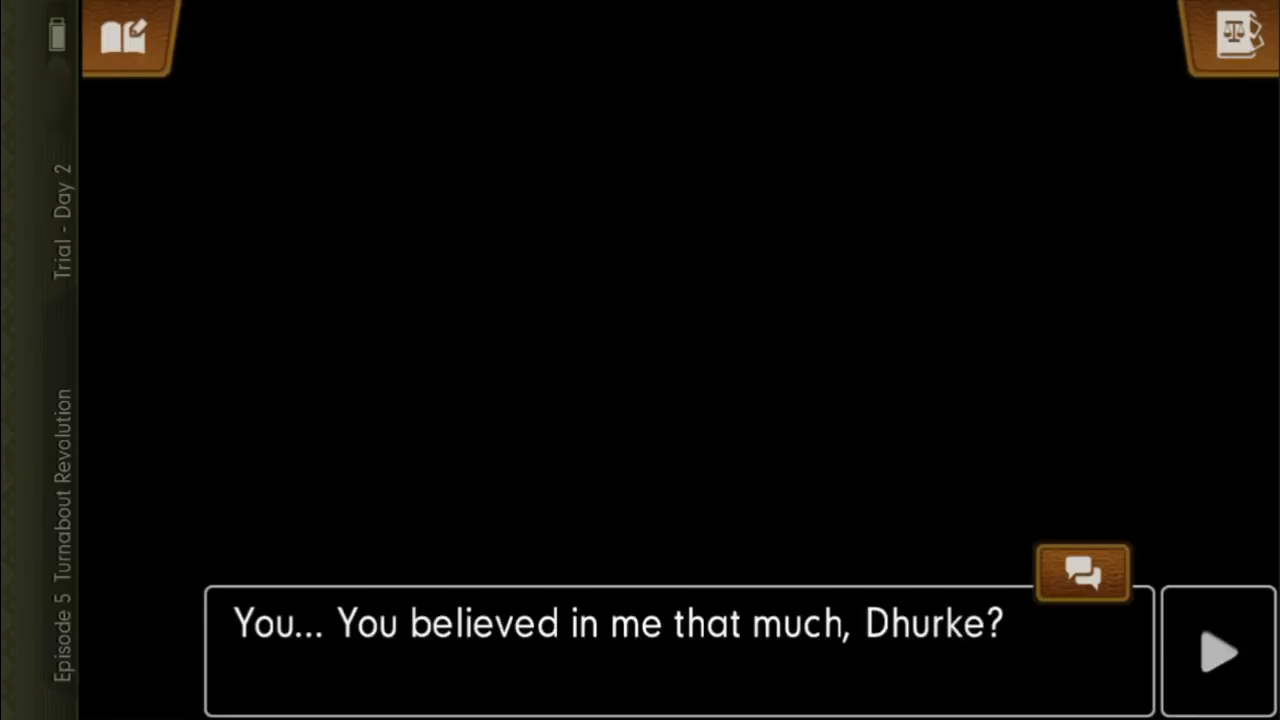 Trial - Day 2
Episode 5 Turnabout Revolution
You... You believed in me that much, Dhurke?